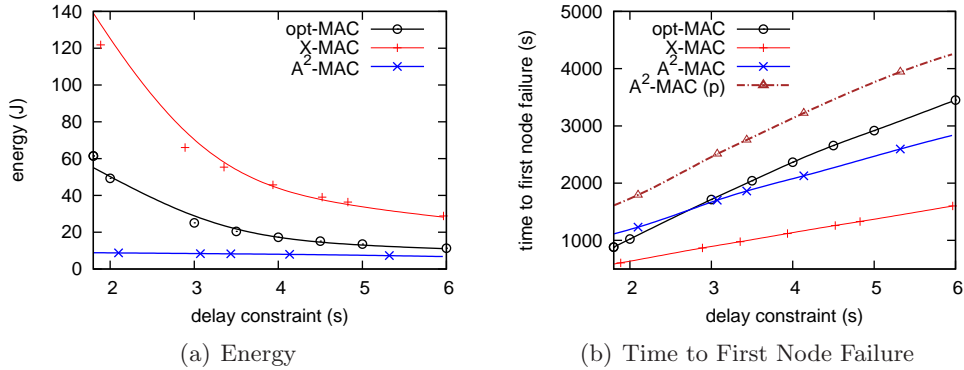 140
120
100
80
60
40
20
0
2
3
4
5
6
energy (J)
delay constraint (s)
opt-MAC
X-MAC
A²-MAC
(a) Energy
5000
4000
3000
2000
1000
2
3
4
5
6
time to first node failure (s)
delay constraint (s)
opt-MAC
X-MAC
A²-MAC
A²-MAC (p)
(b) Time to First Node Failure